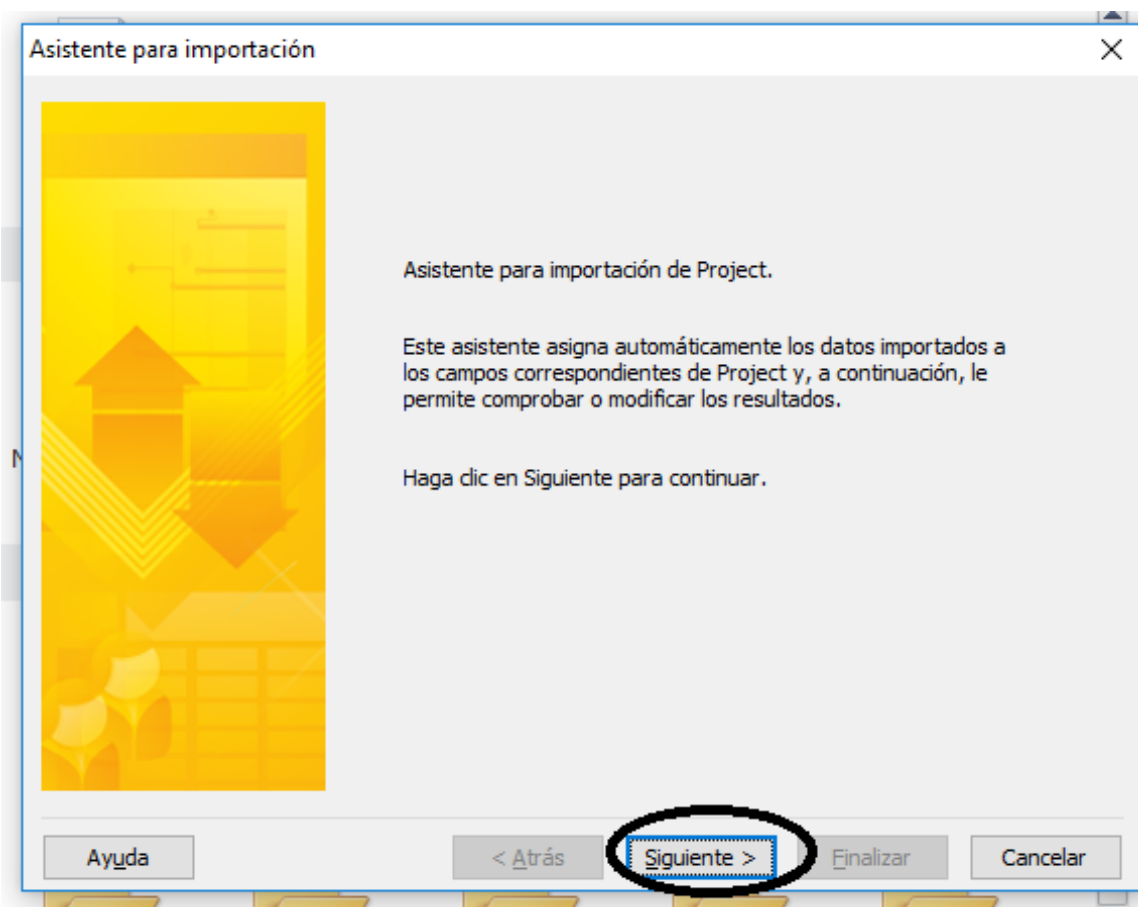 Asistente para importación
Asistente para importación de Project.
Este asistente asigna automáticamente los datos importados a
los campos correspondientes de Project y, a continuación, le
permite comprobar o modificar los resultados.
Haga clic en Siguiente para continuar.
Ayuda
< Atrás
Siguiente >
Finalizar
Cancelar